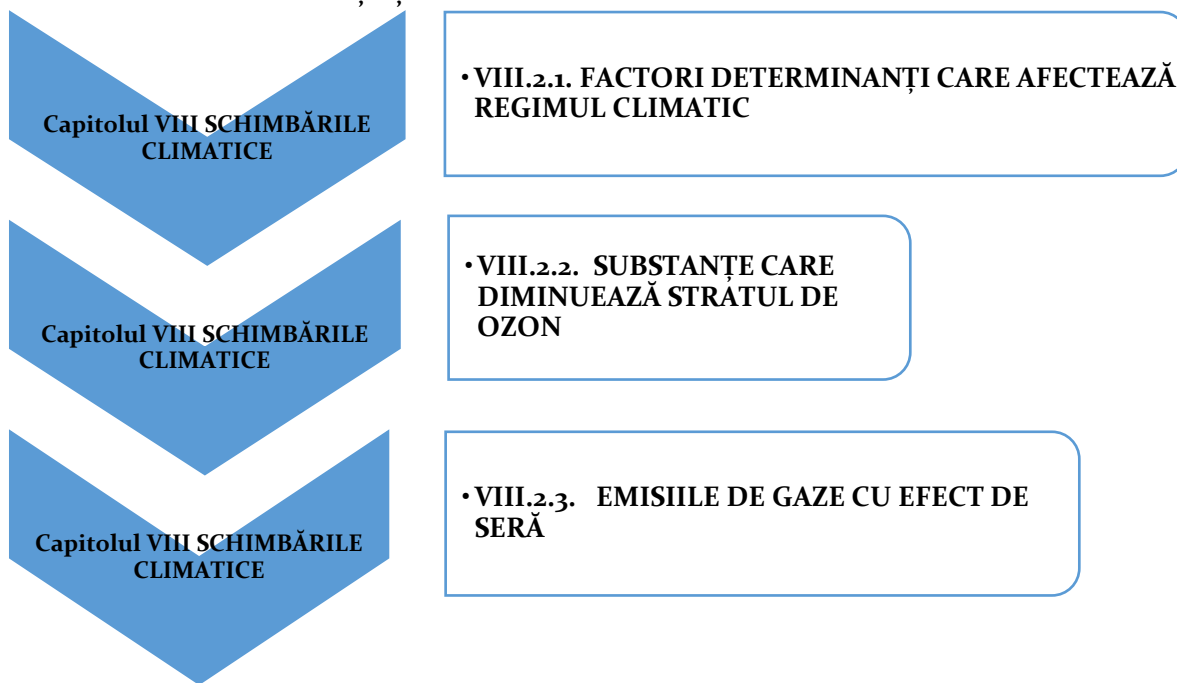 Capitolul VIII SCHIMBĂRILE
CLIMATICE
• VIII.2.1. FACTORI DETERMINANȚI CARE AFECTEAZĂ
REGIMUL CLIMATIC
Capitolul VIII SCHIMBĂRILE
CLIMATICE
• VIII.2.2. SUBSTANȚE CARE
DIMINUEAZĂ STRATUL DE
OZON
Capitolul VIII SCHIMBĂRILE
CLIMATICE
• VIII.2.3. EMISIILE DE GAZE CU EFECT DE
SERĂ